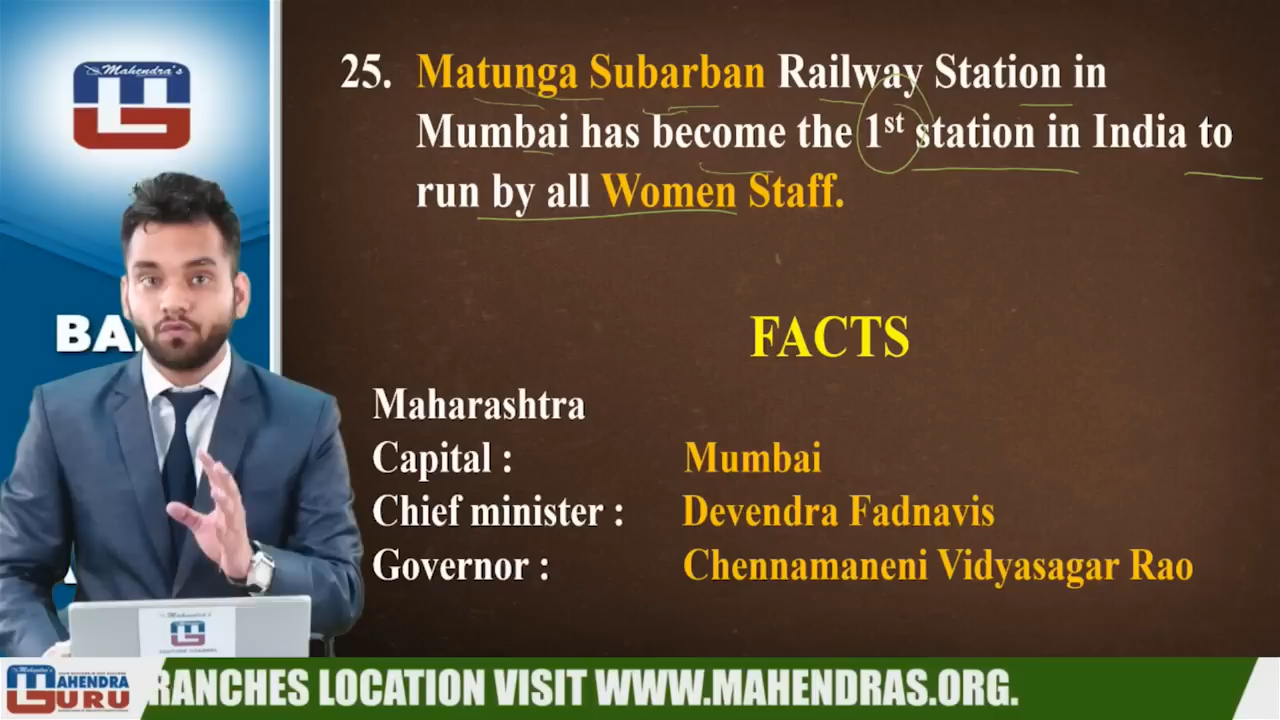 Mahendra's
25. Matunga Subarban Railway Station in
Mumbai has become the 1st station in India to
run by all Women Staff.
FACTS
Maharashtra
Capital : Mumbai
Chief minister : Devendra Fadnavis
Governor : Chennamaneni Vidyasagar Rao
BA
Mahendra's
Mahendra's
MAHENDRA
GURU
RANCHES LOCATION VISIT WWW.MAHENDRAS.ORG.